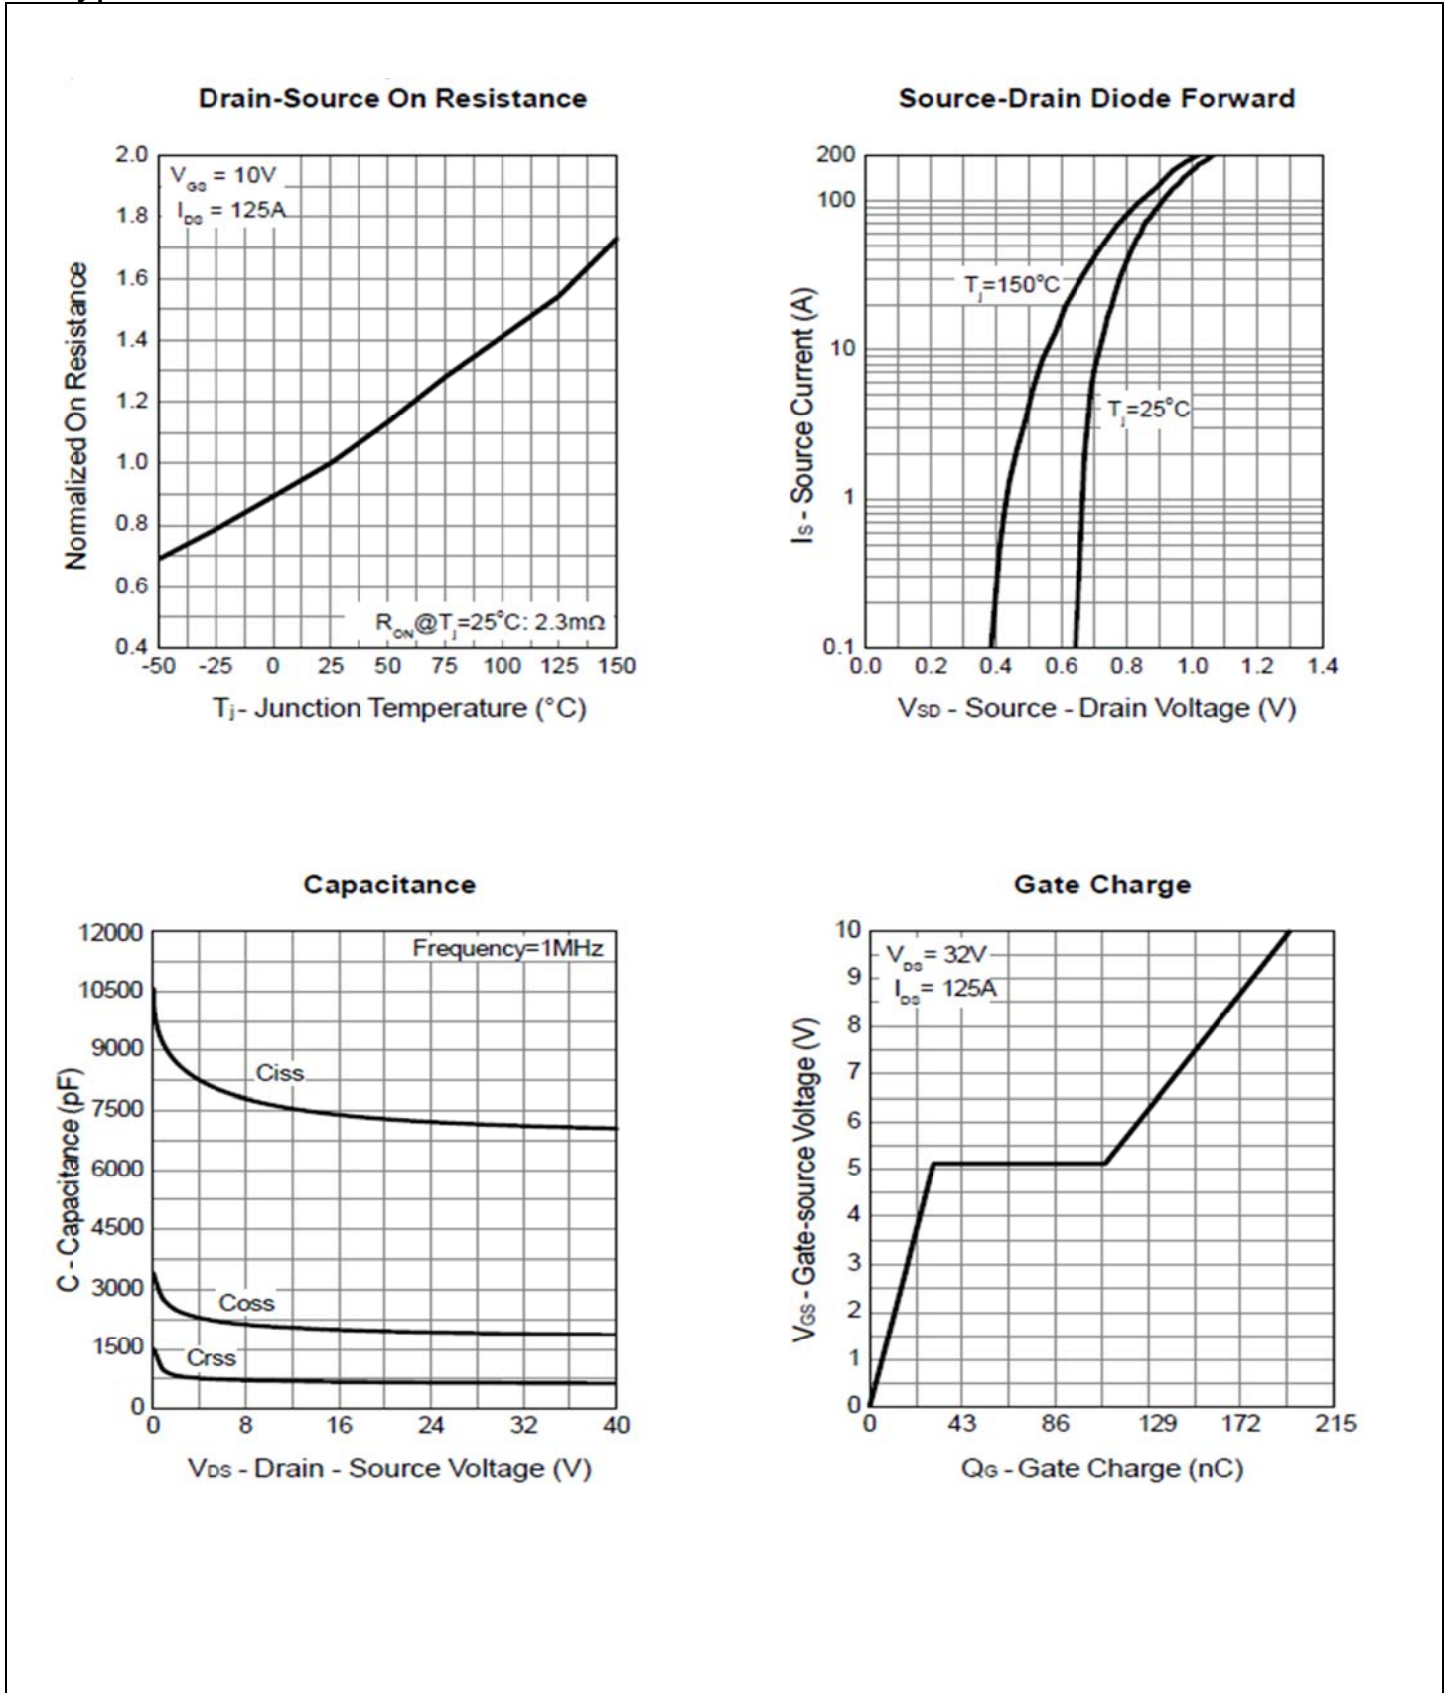 Drain-Source On Resistance
VGS = 10V
IDS = 125A
2.0
1.8
1.6
1.4
1.2
1.0
0.8
0.6
0.4
Normalized On Resistance
RON@Tj=25°C: 2.3mΩ
-50 -25 0 25 50 75 100 125 150
Tj - Junction Temperature (°C)
Source-Drain Diode Forward
200
100
10
1
0.1
IS - Source Current (A)
Tj=150°C
Tj=25°C
0.0 0.2 0.4 0.6 0.8 1.0 1.2 1.4
VSD - Source - Drain Voltage (V)
Capacitance
Frequency=1MHz
12000
10500
9000
7500
6000
4500
3000
1500
0
C - Capacitance (pF)
Ciss
Coss
Crss
0 8 16 24 32 40
VDS - Drain - Source Voltage (V)
Gate Charge
VDS = 32V
IDS = 125A
10
9
8
7
6
5
4
3
2
1
0
VGS - Gate-source Voltage (V)
0 43 86 129 172 215
QG - Gate Charge (nC)